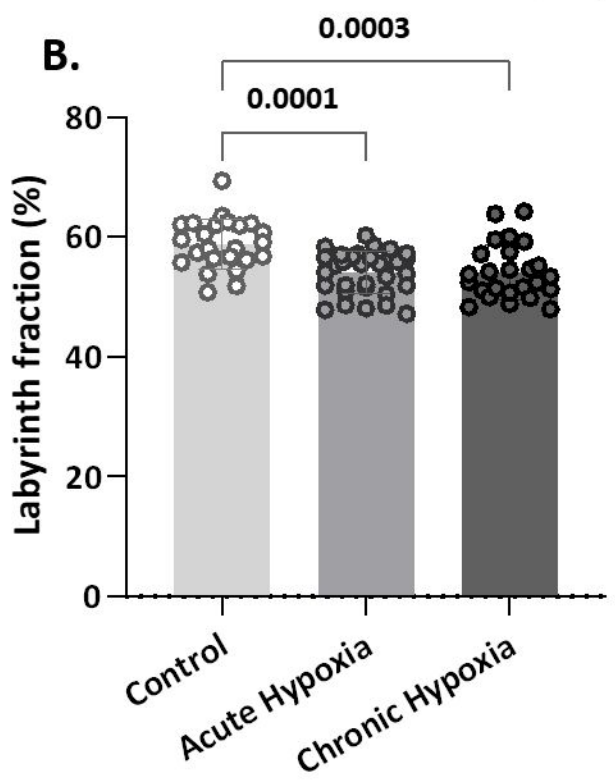 B.
0.0003
0.0001
Labyrinth fraction (%)
80
60
40
20
0
Control
Acute Hypoxia
Chronic Hypoxia